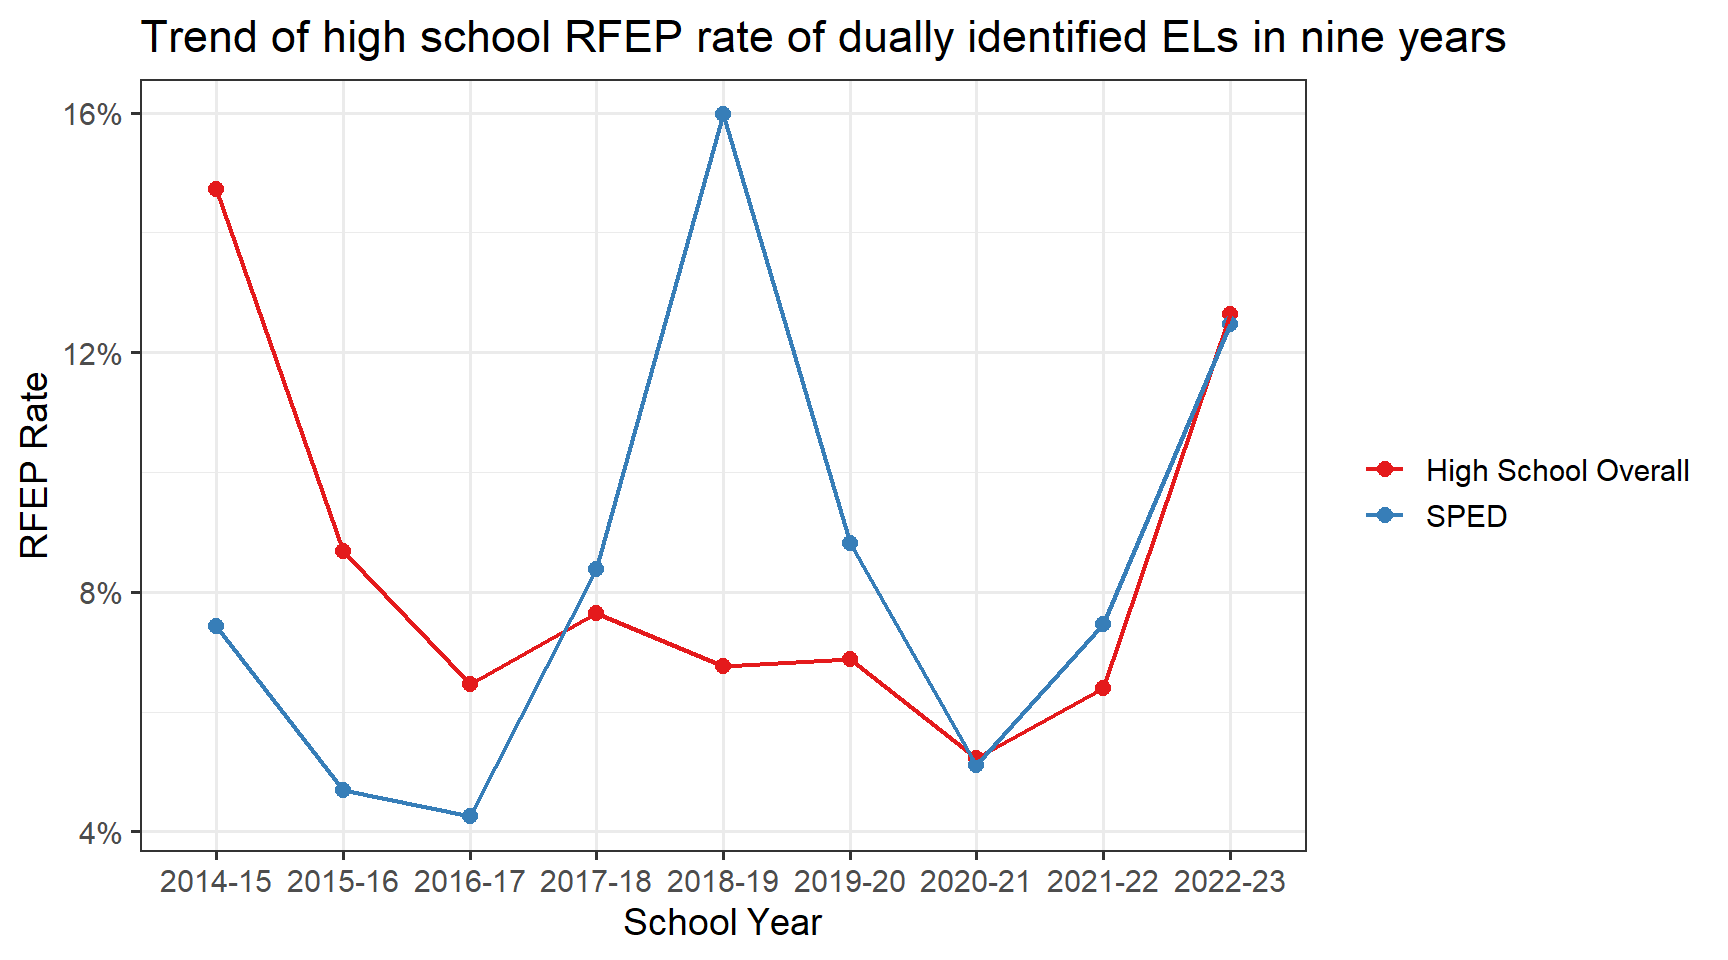 Trend of high school RFEP rate of dually identified ELs in nine years
16%
12%
8%
4%
RFEP Rate
2014-15 2015-16 2016-17 2017-18 2018-19 2019-20 2020-21 2021-22 2022-23
School Year
High School Overall
SPED